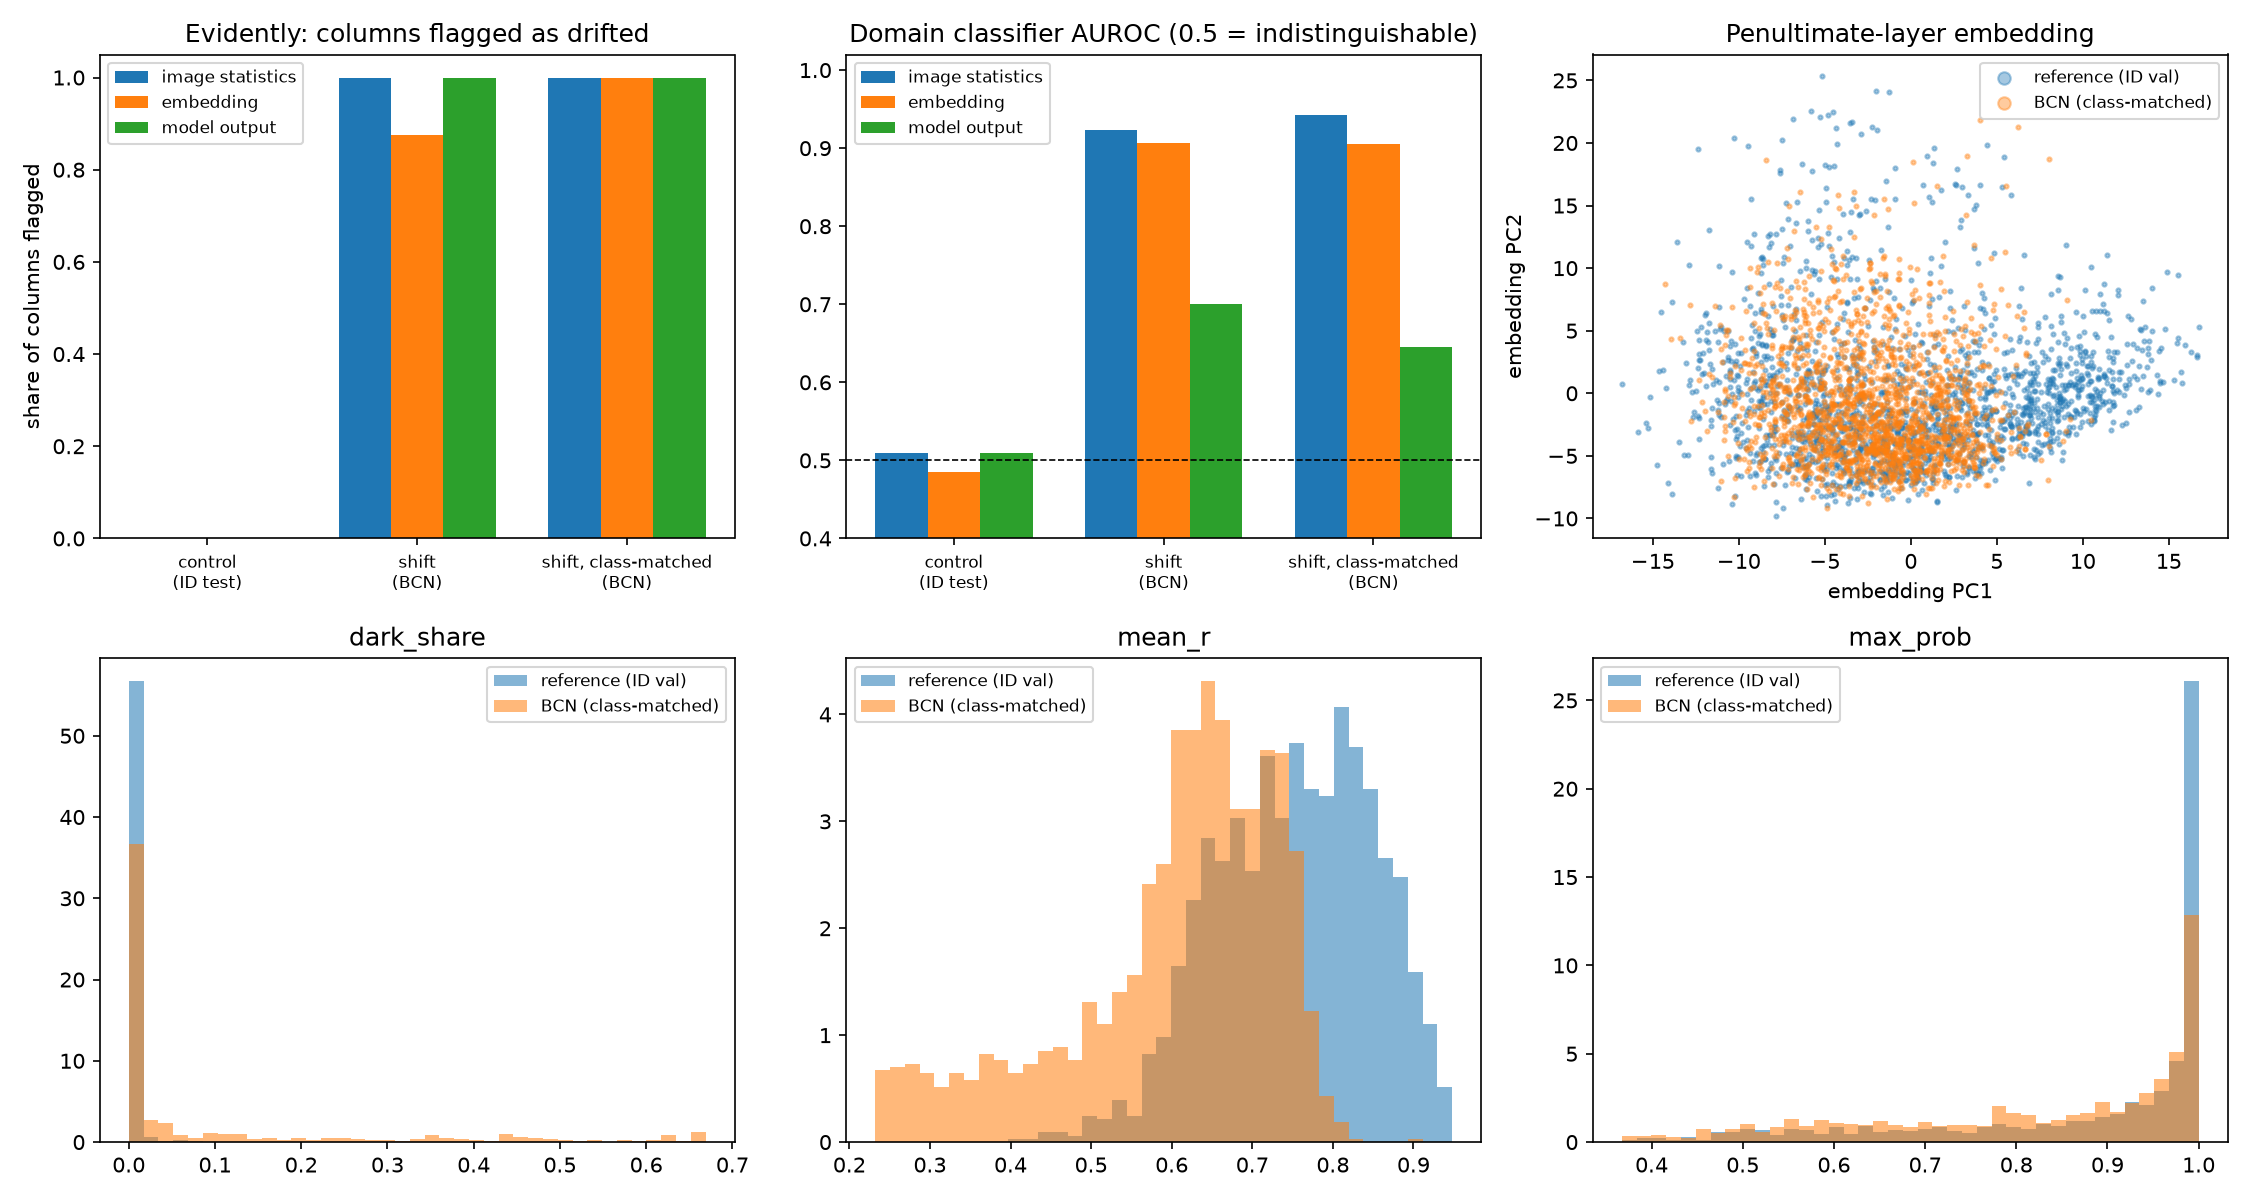 Evidently: columns flagged as drifted
image statistics
embedding
model output
share of columns flagged
1.0
0.8
0.6
0.4
0.2
0.0
control
(ID test)
shift
(BCN)
shift, class-matched
(BCN)
Domain classifier AUROC (0.5 = indistinguishable)
image statistics
embedding
model output
1.0
0.9
0.8
0.7
0.6
0.5
0.4
control
(ID test)
shift
(BCN)
shift, class-matched
(BCN)
Penultimate-layer embedding
reference (ID val)
BCN (class-matched)
embedding PC2
25
20
15
10
5
0
−5
−10
−15 −10 −5 0 5 10 15
embedding PC1
dark_share
reference (ID val)
BCN (class-matched)
50
40
30
20
10
0
0.0 0.1 0.2 0.3 0.4 0.5 0.6 0.7
mean_r
reference (ID val)
BCN (class-matched)
4
3
2
1
0
0.2 0.3 0.4 0.5 0.6 0.7 0.8 0.9
max_prob
reference (ID val)
BCN (class-matched)
25
20
15
10
5
0
0.4 0.5 0.6 0.7 0.8 0.9 1.0